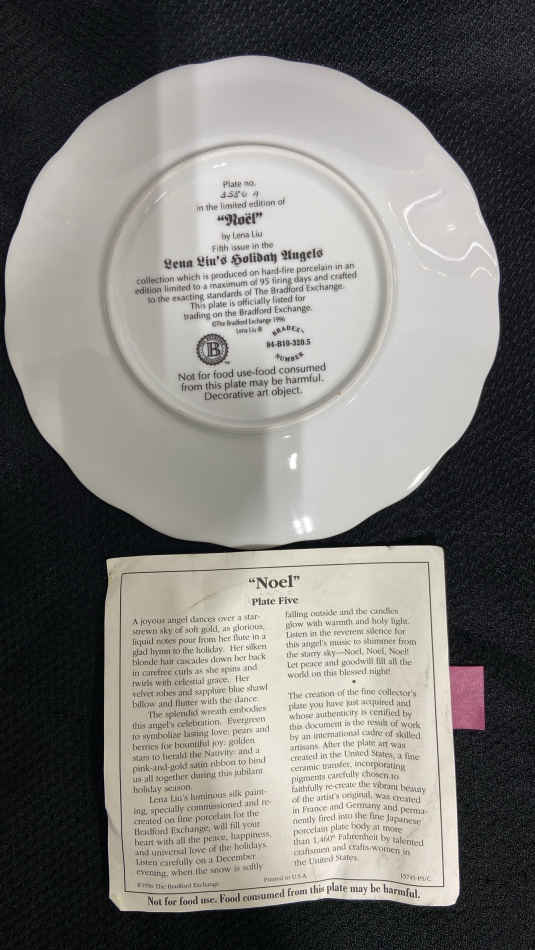 Plate no.
in the limited edition of
"Noël"
by Lena Liu
Fifth issue in the
Lena Liu's Holiday Angels
collection which is produced on hard-fire porcelain in an
edition limited to a maximum of 95 firing days and crafted
to the exacting standards of The Bradford Exchange.
This plate is officially listed for
trading on the Bradford Exchange.
©The Bradford Exchange 1996
Lena Liu ®
B
™
BRADEX™
84-B10-310.5
NUMBER
Not for food use-food consumed
from this plate may be harmful.
Decorative art object.
"Noel"
Plate Five
A joyous angel dances over a star-
strewn sky of soft gold, as glorious,
liquid notes pour from her flute in a
glad hymn to the holiday. Her silken
blonde hair cascades down her back
in carefree curls as she spins and
twirls with celestial grace. Her
velvet robes and sapphire blue shawl
billow and flutter with the dance.
The splendid wreath embodies
this angel's celebration. Evergreen
to symbolize lasting love; pears and
berries for bountiful joy; golden
stars to herald the Nativity; and a
pink-and-gold satin ribbon to bind
us all together during this jubilant
holiday season.
Lena Liu's luminous silk paint-
ing, specially commissioned and re-
created on fine porcelain for the
Bradford Exchange, will fill your
heart with all the peace, happiness,
and universal love of the holidays.
Listen carefully on a December
evening, when the snow is softly
falling outside and the candles
glow with warmth and holy light.
Listen in the reverent silence for
this angel's music to shimmer from
the starry sky—Noel, Noel, Noel!
Let peace and goodwill fill all the
world on this blessed night!
The creation of the fine collector's
plate you have just acquired and
whose authenticity is certified by
this document is the result of work
by an international cadre of skilled
artisans. After the plate art was
created in the United States, a fine
ceramic transfer, incorporating
pigments carefully chosen to
faithfully re-create the vibrant beauty
of the artist's original, was created
in France and Germany and perma-
nently fired into the fine Japanese
porcelain plate body at more
than 1,460° Fahrenheit by talented
craftsmen and crafts-women in
the United States.
©1996 The Bradford Exchange
Printed in U.S.A.
15745-PS/C
Not for food use. Food consumed from this plate may be harmful.